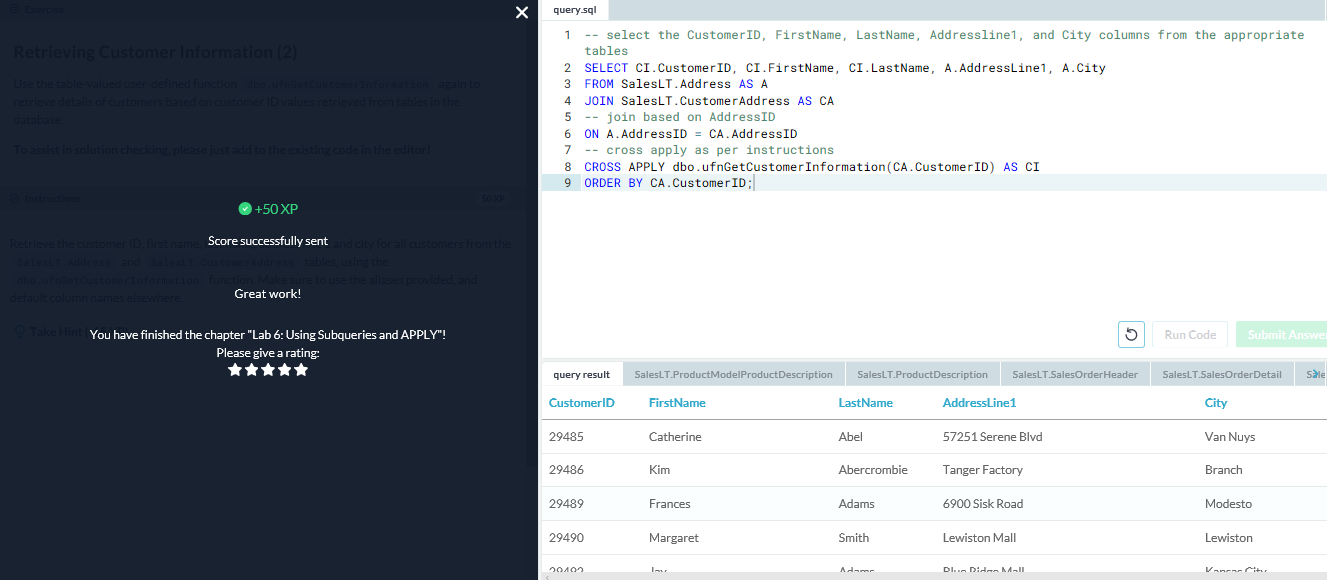 Exercise
Retrieving Customer Information (2)
Use the table-valued user-defined function dbo.ufnGetCustomerInformation again to
retrieve details of customers based on customer ID values retrieved from tables in the
database.
To assist in solution checking, please just add to the existing code in the editor!
Instructions 50 XP
+50 XP
Retrieve the customer ID, first name and city for all customers from the
Score successfully sent
SalesLT.Address and SalesLT.CustomerAddress tables, using the
dbo.ufnGetCustomerInformation function. Make sure to use the aliases provided, and
default column names elsewhere.
Great work!
Take Hint
You have finished the chapter "Lab 6: Using Subqueries and APPLY"!
Please give a rating:
query.sql
1 -- select the CustomerID, FirstName, LastName, Addressline1, and City columns from the appropriate
tables
2 SELECT CI.CustomerID, CI.FirstName, CI.LastName, A.AddressLine1, A.City
3 FROM SalesLT.Address AS A
4 JOIN SalesLT.CustomerAddress AS CA
5 -- join based on AddressID
6 ON A.AddressID = CA.AddressID
7 -- cross apply as per instructions
8 CROSS APPLY dbo.ufnGetCustomerInformation(CA.CustomerID) AS CI
9 ORDER BY CA.CustomerID;
Run Code Submit Answer
query result SalesLT.ProductModelProductDescription SalesLT.ProductDescription SalesLT.SalesOrderHeader SalesLT.SalesOrderDetail
CustomerID FirstName LastName AddressLine1 City
29485 Catherine Abel 57251 Serene Blvd Van Nuys
29486 Kim Abercrombie Tanger Factory Branch
29489 Frances Adams 6900 Sisk Road Modesto
29490 Margaret Smith Lewiston Mall Lewiston
29492 Jay Adams Blue Ridge Mall Kansas City